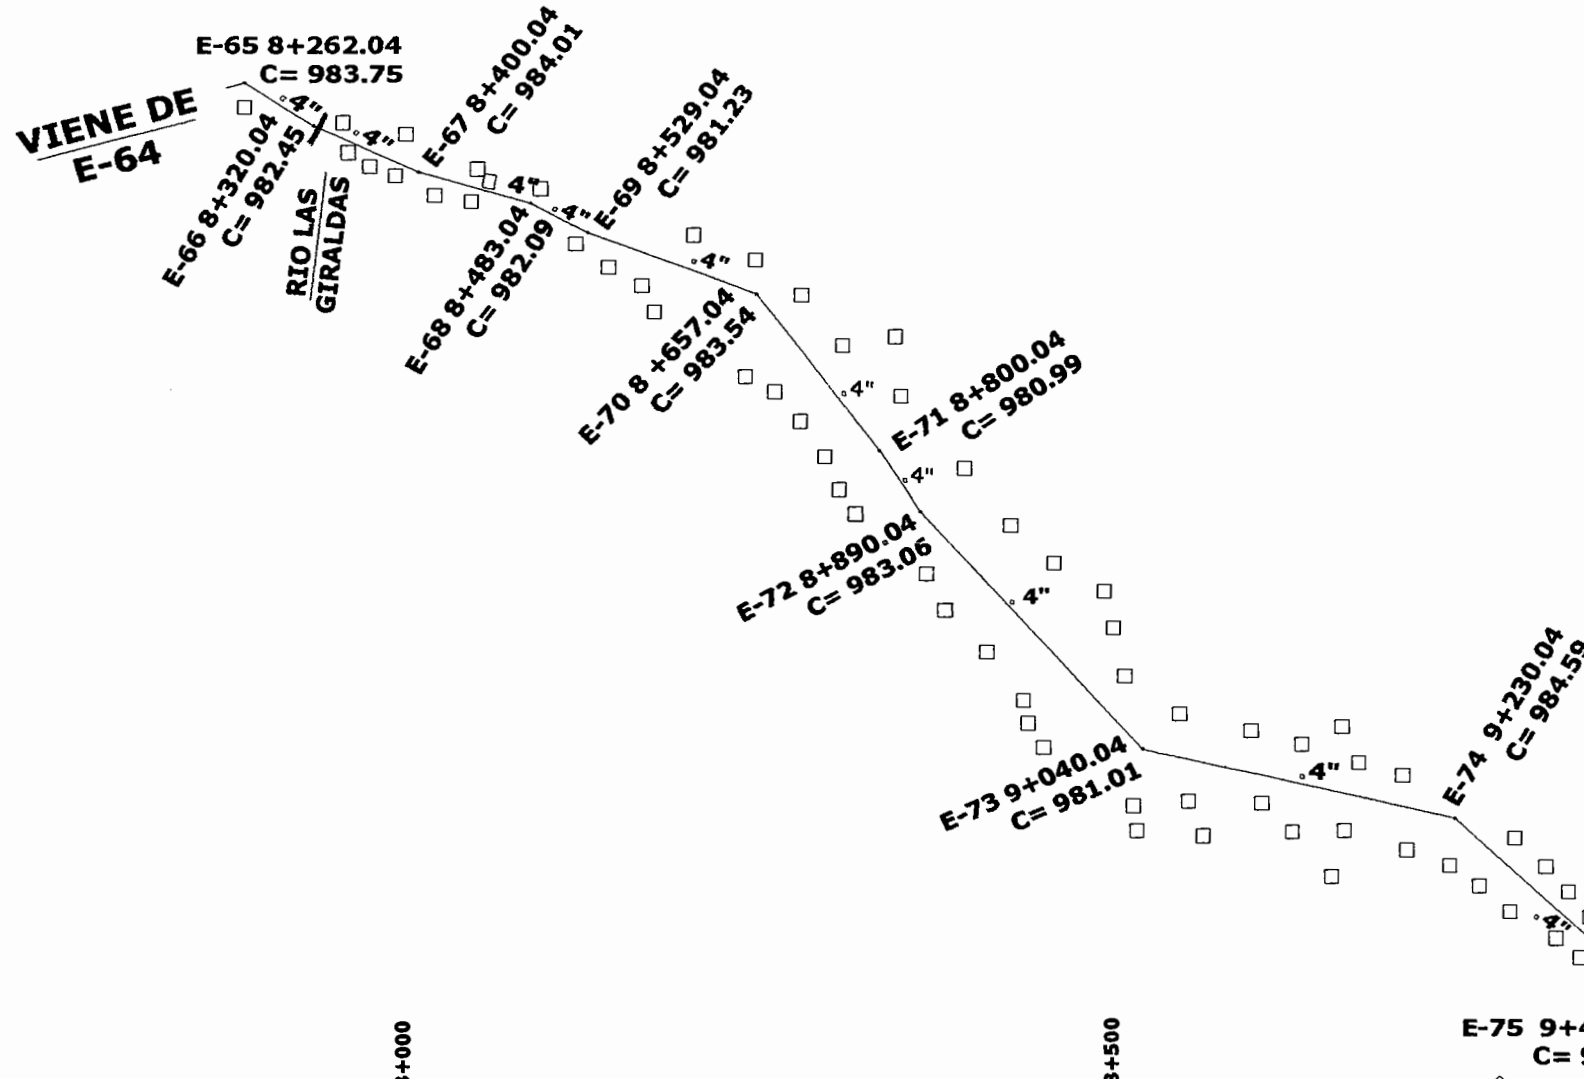 E-65 8+262.04
C= 983.75
VIENE DE
E-64
4"
E-66 8+320.04
C= 982.45
RIO LAS
GIRALDAS
4"
E-67 8+400.04
C= 984.01
4"
E-68 8+483.04
C= 982.09
4"
E-69 8+529.04
C= 981.23
4"
E-70 8 +657.04
C= 983.54
4"
E-71 8+800.04
C= 980.99
4"
E-72 8+890.04
C= 983.06
4"
E-73 9+040.04
C= 981.01
4"
E-74 9+230.04
C= 984.59
4"
E-75